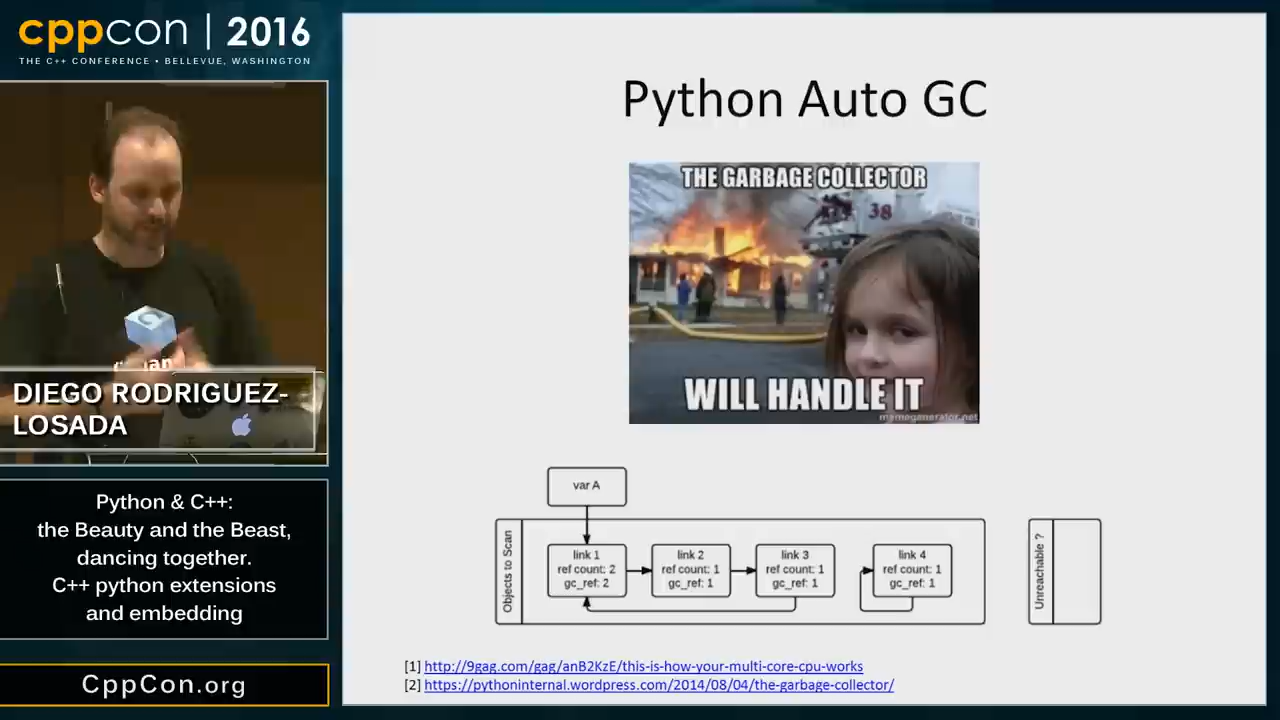 cppcon | 2016
THE C++ CONFERENCE • BELLEVUE, WASHINGTON
DIEGO RODRIGUEZ-
LOSADA
Python & C++:
the Beauty and the Beast,
dancing together.
C++ python extensions
and embedding
CppCon.org
Python Auto GC
THE GARBAGE COLLECTOR
38
WILL HANDLE IT
memegenerator.net
var A
Objects to Scan
link 1
ref count: 2
gc_ref: 2
link 2
ref count: 1
gc_ref: 1
link 3
ref count: 1
gc_ref: 1
link 4
ref count: 1
gc_ref: 1
Unreachable ?
[1] http://9gag.com/gag/anB2KzE/this-is-how-your-multi-core-cpu-works
[2] https://pythoninternal.wordpress.com/2014/08/04/the-garbage-collector/